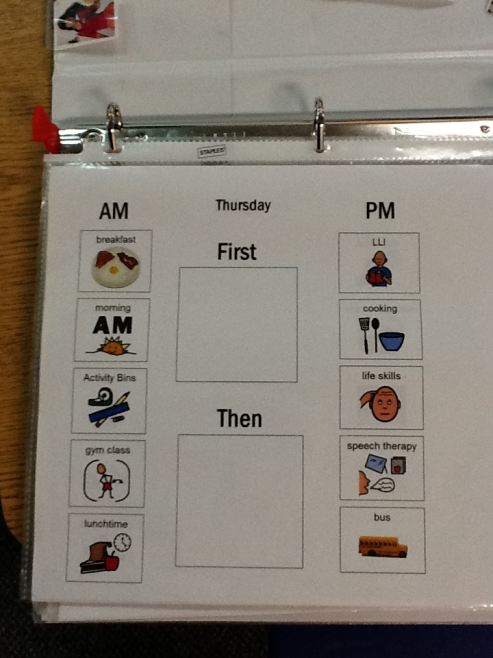 STAPLES
AM
Thursday
PM
breakfast
First
LLI
morning
AM
cooking
Activity Bins
life skills
gym class
Then
speech therapy
lunchtime
bus